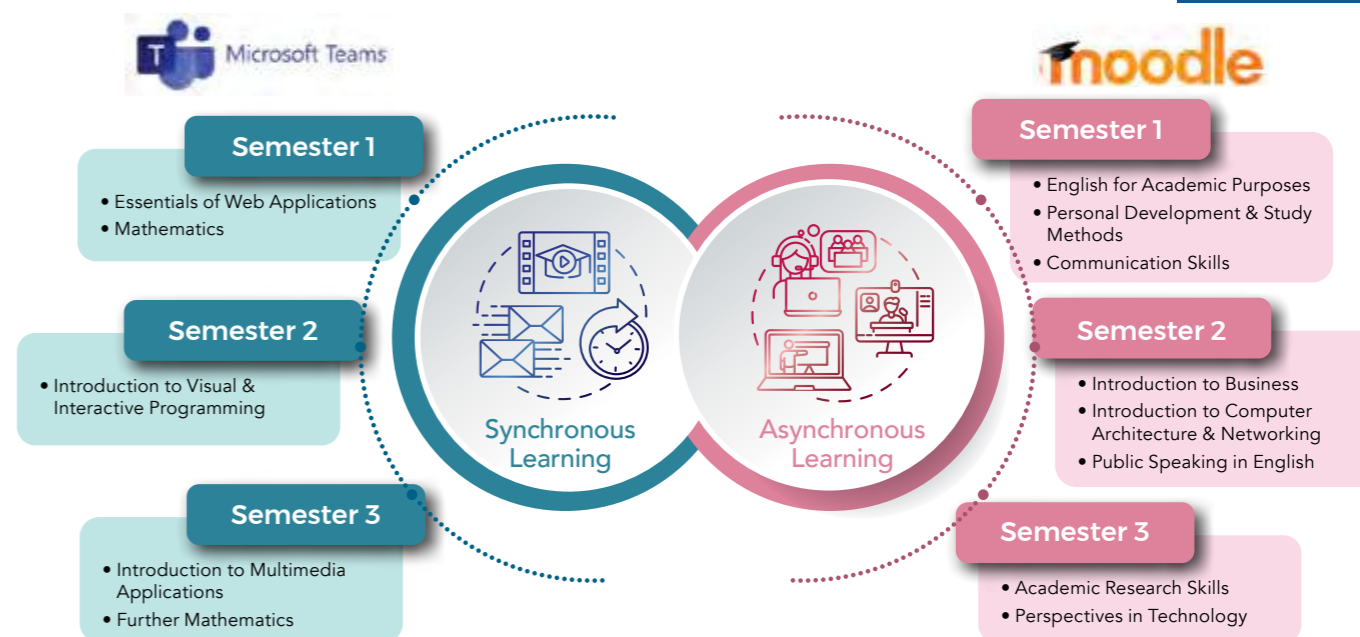 Microsoft Teams
moodle
Semester 1
• Essentials of Web Applications
• Mathematics
Semester 2
• Introduction to Visual &
Interactive Programming
Semester 3
• Introduction to Multimedia
Applications
• Further Mathematics
Synchronous
Learning
Asynchronous
Learning
Semester 1
• English for Academic Purposes
• Personal Development & Study
Methods
• Communication Skills
Semester 2
• Introduction to Business
• Introduction to Computer
Architecture & Networking
• Public Speaking in English
Semester 3
• Academic Research Skills
• Perspectives in Technology